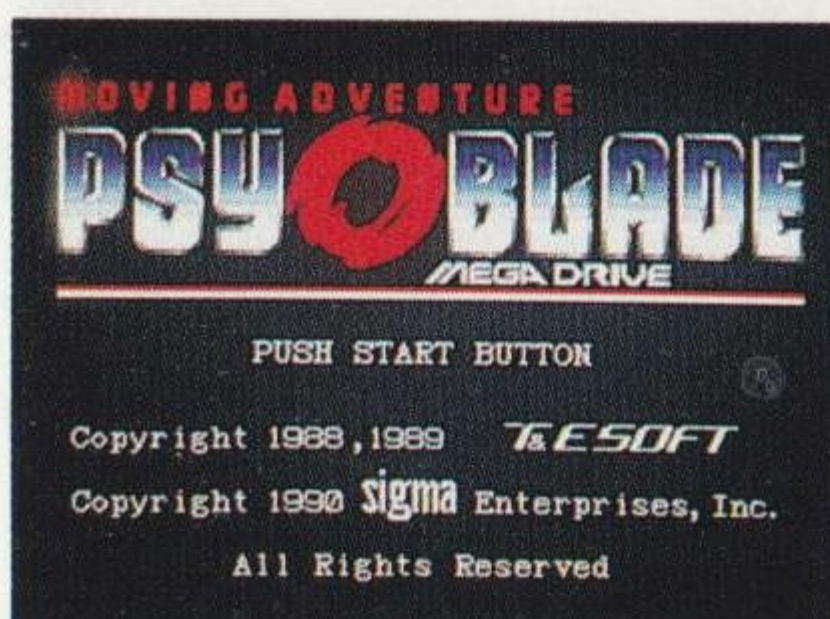 MOVING ADVENTURE
PSY O BLADE
MEGA DRIVE
PUSH START BUTTON
Copyright 1988,1989 T&E SOFT
Copyright 1990 sigma Enterprises, Inc.
All Rights Reserved